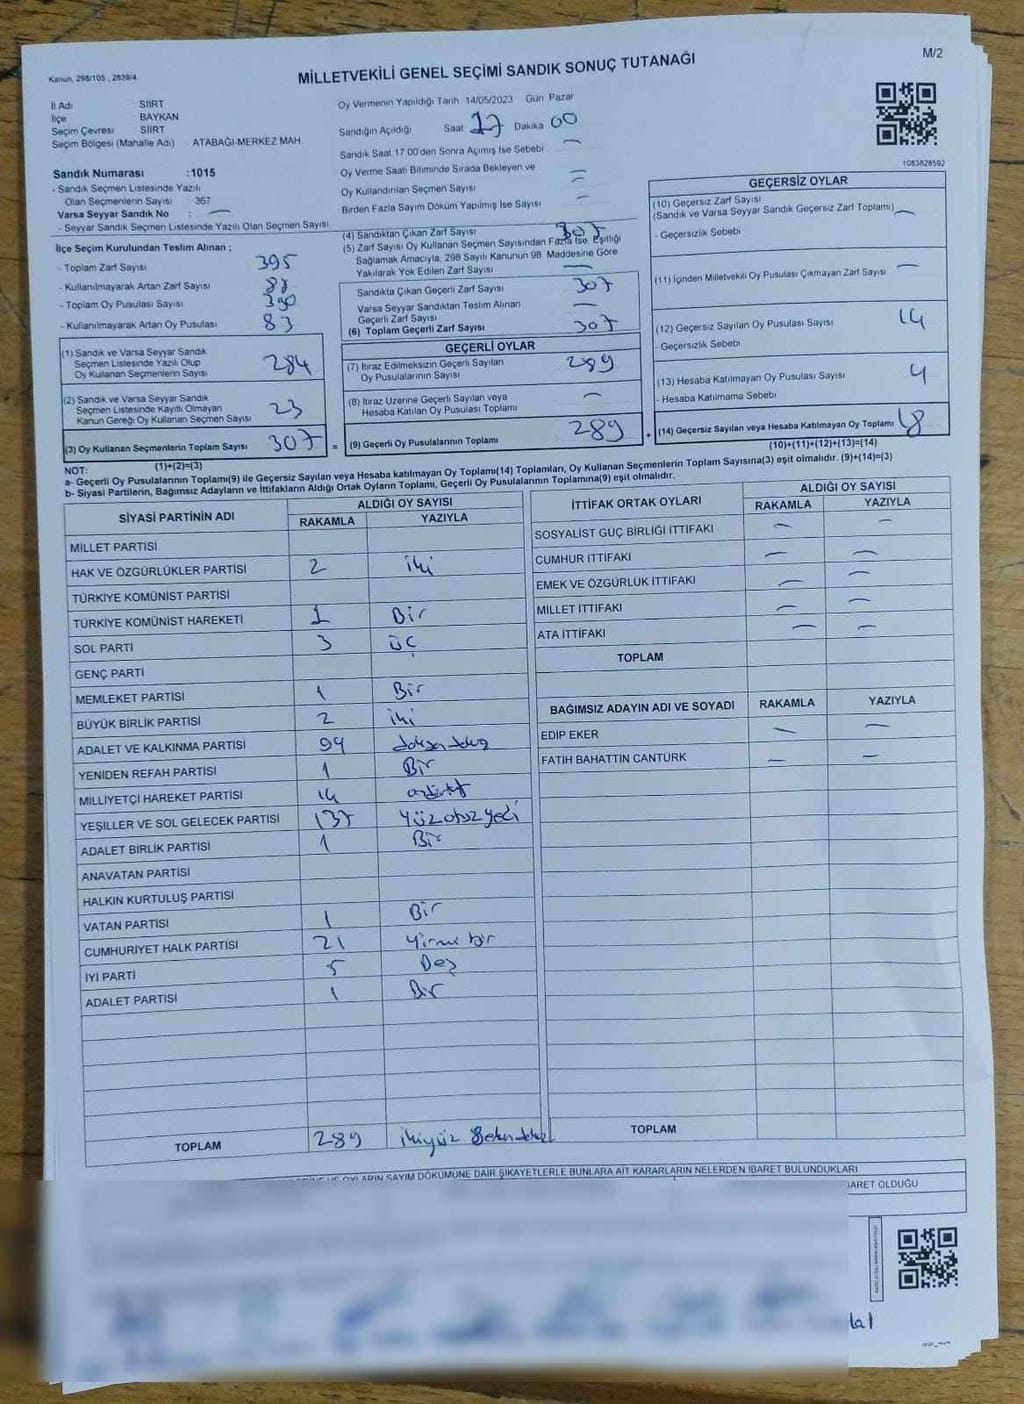 Kanun, 298/105 , 2839/4
MİLLETVEKİLİ GENEL SEÇİMİ SANDIK SONUÇ TUTANAĞI
M/2
İl Adı SİİRT
İlçe BAYKAN
Seçim Çevresi SİİRT
Seçim Bölgesi (Mahalle Adı) ATABAĞI-MERKEZ MAH.
Sandık Numarası :1015
- Sandık Seçmen Listesinde Yazılı
Olan Seçmenlerin Sayısı 367
Varsa Seyyar Sandık No : —
- Seyyar Sandık Seçmen Listesinde Yazılı Olan Seçmen Sayısı
İlçe Seçim Kurulundan Teslim Alınan ;
- Toplam Zarf Sayısı 395
- Kullanılmayarak Artan Zarf Sayısı 88
- Toplam Oy Pusulası Sayısı 390
- Kullanılmayarak Artan Oy Pusulası 83
(1) Sandık ve Varsa Seyyar Sandık
Seçmen Listesinde Yazılı Olup
Oy Kullanan Seçmenlerin Sayısı 284
(2) Sandık ve Varsa Seyyar Sandık
Seçmen Listesinde Kayıtlı Olmayan
Kanun Gereği Oy Kullanan Seçmen Sayısı 23
(3) Oy Kullanan Seçmenlerin Toplam Sayısı 307 =
(1)+(2)=(3)
Oy Vermenin Yapıldığı Tarih 14/05/2023 Gün Pazar
Sandığın Açıldığı Saat 17 Dakika 00
Sandık Saat 17.00'den Sonra Açılmış İse Sebebi —
Oy Verme Saati Bitiminde Sırada Bekleyen ve
Oy Kullandırılan Seçmen Sayısı
Birden Fazla Sayım Döküm Yapılmış İse Sayısı —
(4) Sandıktan Çıkan Zarf Sayısı 307
(5) Zarf Sayısı Oy Kullanan Seçmen Sayısından Fazla İse, Eşitliği
Sağlamak Amacıyla, 298 Sayılı Kanunun 98. Maddesine Göre
Yakılarak Yok Edilen Zarf Sayısı —
Sandıkta Çıkan Geçerli Zarf Sayısı 307
Varsa Seyyar Sandıktan Teslim Alınan
Geçerli Zarf Sayısı —
(6) Toplam Geçerli Zarf Sayısı 307
GEÇERLİ OYLAR
(7) İtiraz Edilmeksizin Geçerli Sayılan
Oy Pusulalarının Sayısı 289
(8) İtiraz Üzerine Geçerli Sayılan veya
Hesaba Katılan Oy Pusulası Toplamı —
(9) Geçerli Oy Pusulalarının Toplamı 289 +
1083828592
GEÇERSİZ OYLAR
(10) Geçersiz Zarf Sayısı
(Sandık ve Varsa Seyyar Sandık Geçersiz Zarf Toplamı) —
- Geçersizlik Sebebi
(11) İçinden Milletvekili Oy Pusulası Çıkmayan Zarf Sayısı —
(12) Geçersiz Sayılan Oy Pusulası Sayısı 14
- Geçersizlik Sebebi
(13) Hesaba Katılmayan Oy Pusulası Sayısı 4
- Hesaba Katılmama Sebebi
(14) Geçersiz Sayılan veya Hesaba Katılmayan Oy Toplamı 18
(10)+(11)+(12)+(13)=(14)
NOT:
a- Geçerli Oy Pusulalarının Toplamı(9) ile Geçersiz Sayılan veya Hesaba katılmayan Oy Toplamı(14) Toplamları, Oy Kullanan Seçmenlerin Toplam Sayısına(3) eşit olmalıdır. (9)+(14)=(3)
b- Siyasi Partilerin, Bağımsız Adayların ve İttifakların Aldığı Ortak Oyların Toplamı, Geçerli Oy Pusulalarının Toplamına(9) eşit olmalıdır.
SİYASİ PARTİNİN ADI ALDIĞI OY SAYISI
RAKAMLA YAZIYLA
MİLLET PARTİSİ
HAK VE ÖZGÜRLÜKLER PARTİSİ 2 iki
TÜRKİYE KOMÜNİST PARTİSİ
TÜRKİYE KOMÜNİST HAREKETİ 1 Bir
SOL PARTİ 3 üç
GENÇ PARTİ
MEMLEKET PARTİSİ 1 Bir
BÜYÜK BİRLİK PARTİSİ 2 iki
ADALET VE KALKINMA PARTİSİ 99 doksan dokuz
YENİDEN REFAH PARTİSİ 1 Bir
MİLLİYETÇİ HAREKET PARTİSİ 14 ondört
YEŞİLLER VE SOL GELECEK PARTİSİ 137 yüzotuzyedi
ADALET BİRLİK PARTİSİ 1 Bir
ANAVATAN PARTİSİ
HALKIN KURTULUŞ PARTİSİ
VATAN PARTİSİ 1 Bir
CUMHURİYET HALK PARTİSİ 21 yirmi bir
İYİ PARTİ 5 Beş
ADALET PARTİSİ 1 Bir
TOPLAM 289 ikiyüz Seksendokuz
İTTİFAK ORTAK OYLARI ALDIĞI OY SAYISI
RAKAMLA YAZIYLA
SOSYALİST GÜÇ BİRLİĞİ İTTİFAKI — —
CUMHUR İTTİFAKI — —
EMEK VE ÖZGÜRLÜK İTTİFAKI — —
MİLLET İTTİFAKI — —
ATA İTTİFAKI — —
TOPLAM
BAĞIMSIZ ADAYIN ADI VE SOYADI RAKAMLA YAZIYLA
EDİP EKER — —
FATİH BAHATTİN CANTÜRK — —
TOPLAM
VE OYLARIN SAYIM DÖKÜMÜNE DAİR ŞİKAYETLERLE BUNLARA AİT KARARLARIN NELERDEN İBARET BULUNDUKLARI
BARET OLDUĞU